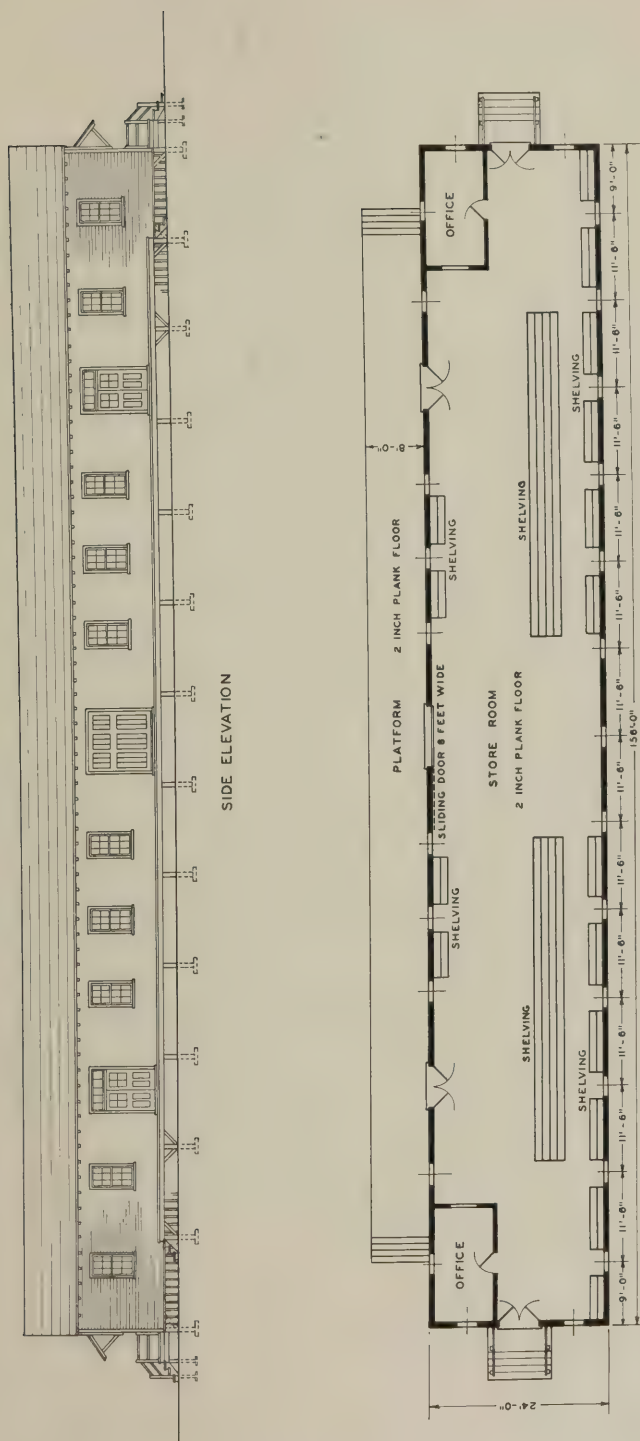 SIDE ELEVATION
8'-0"
PLATFORM 2 INCH PLANK FLOOR
SLIDING DOOR 8 FEET WIDE
OFFICE
SHELVING
SHELVING
OFFICE
STORE ROOM
2 INCH PLANK FLOOR
24'-0"
SHELVING
SHELVING
SHELVING
SHELVING
9'-0" 11'-6" 11'-6" 11'-6" 11'-6" 11'-6" 11'-6" 11'-6" 11'-6" 11'-6" 11'-6" 11'-6" 11'-6" 9'-0"
156'-0"